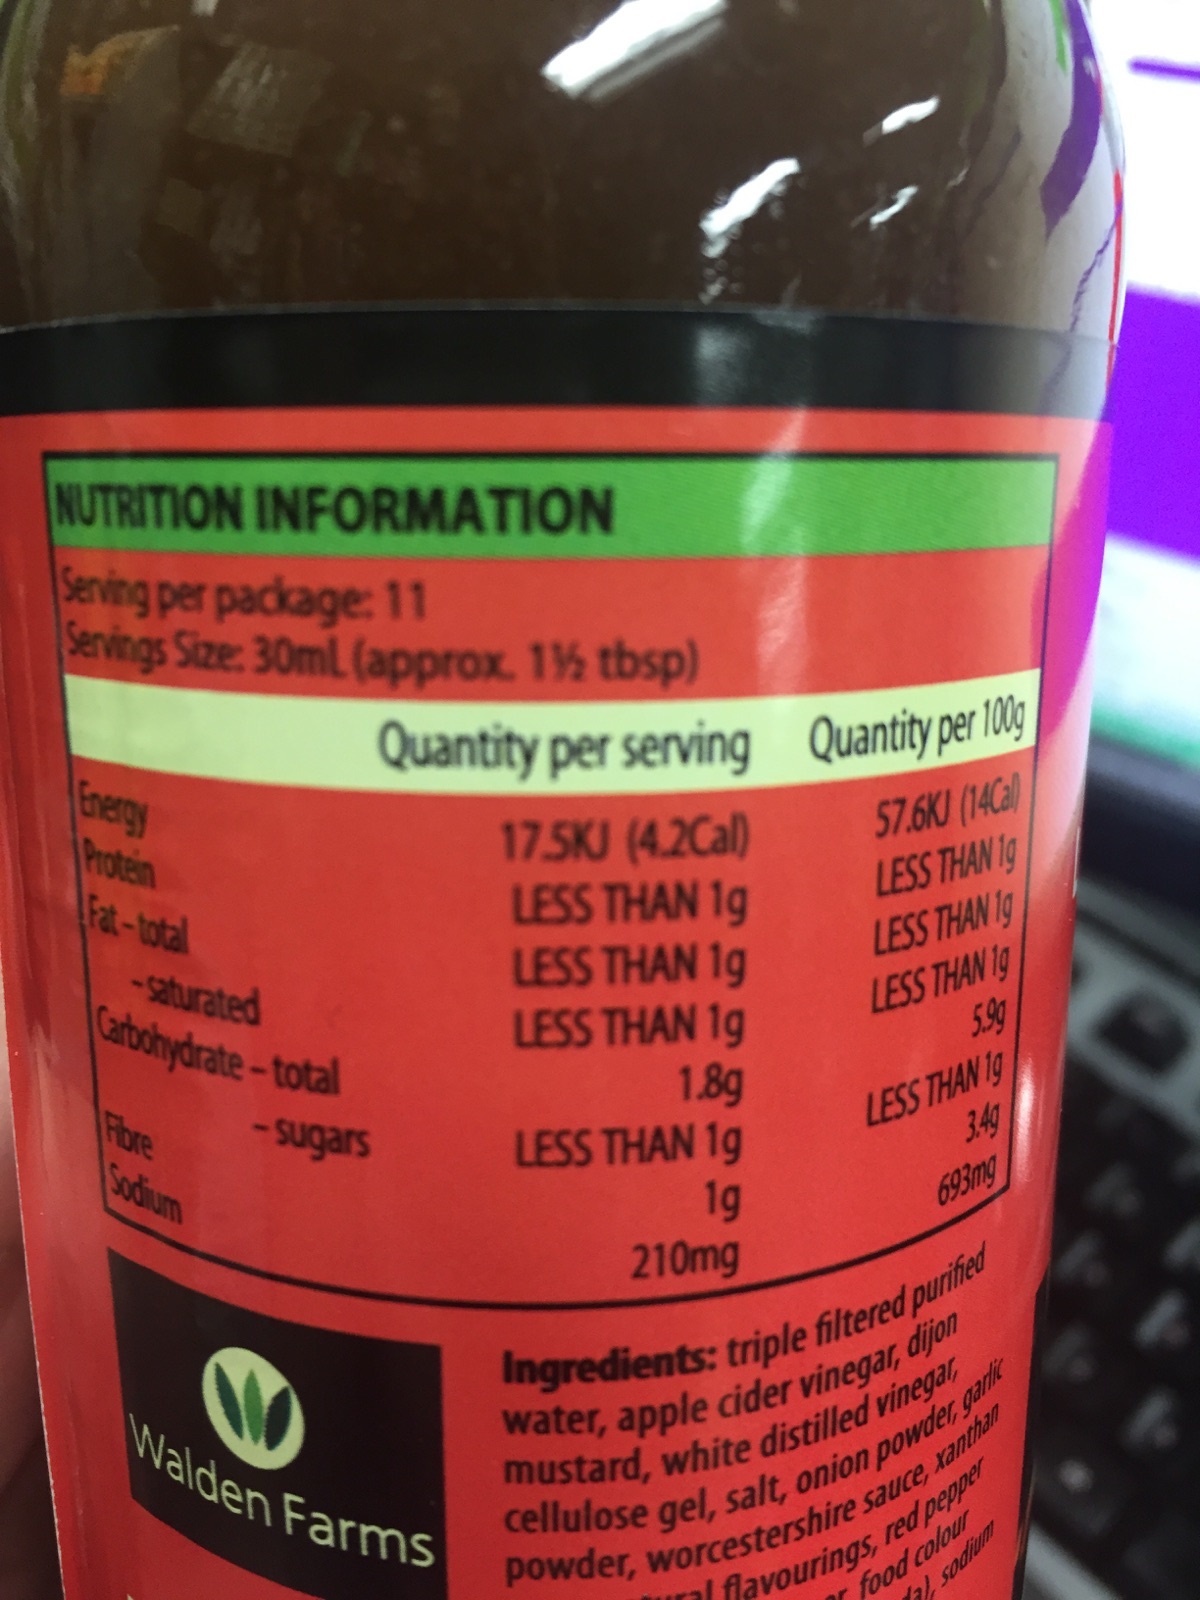 NUTRITION INFORMATION
Serving per package: 11
Servings Size: 30mL (approx. 1½ tbsp)
Quantity per serving Quantity per 100g
Energy 17.5KJ (4.2Cal) 57.6KJ (14Cal)
Protein LESS THAN 1g LESS THAN 1g
Fat – total LESS THAN 1g LESS THAN 1g
– saturated LESS THAN 1g LESS THAN 1g
Carbohydrate – total 1.8g 5.9g
– sugars LESS THAN 1g LESS THAN 1g
Fibre 1g 3.4g
Sodium 210mg 693mg
Walden Farms
Ingredients: triple filtered purified
water, apple cider vinegar, dijon
mustard, white distilled vinegar,
cellulose gel, salt, onion powder, garlic
powder, worcestershire sauce, xanthan
flavourings, red pepper
food colour
sodium